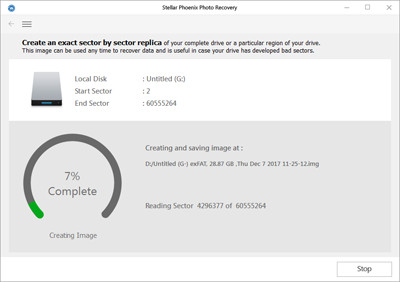 Stellar Phoenix Photo Recovery
Create an exact sector by sector replica of your complete drive or a particular region of your drive.
This image can be used any time to recover data and is useful in case your drive has developed bad sectors.
Local Disk : Untitled (G:)
Start Sector : 2
End Sector : 60555264
Creating and saving image at :
D:/Untitled (G-) exFAT, 28.87 GB ,Thu Dec 7 2017 11-25-12.img
7%
Complete
Reading Sector 4296377 of 60555264
Creating Image
Stop